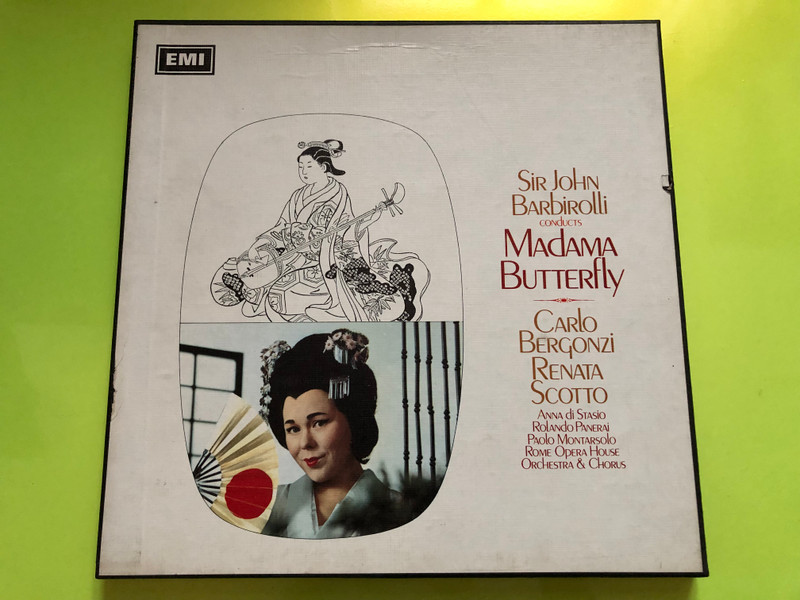 EMI
Sir John
Barbirolli
conducts
Madama
Butterfly
Carlo
Bergonzi
Renata
Scotto
Anna di Stasio
Rolando Panerai
Paolo Montarsolo
Rome Opera House
Orchestra & Chorus